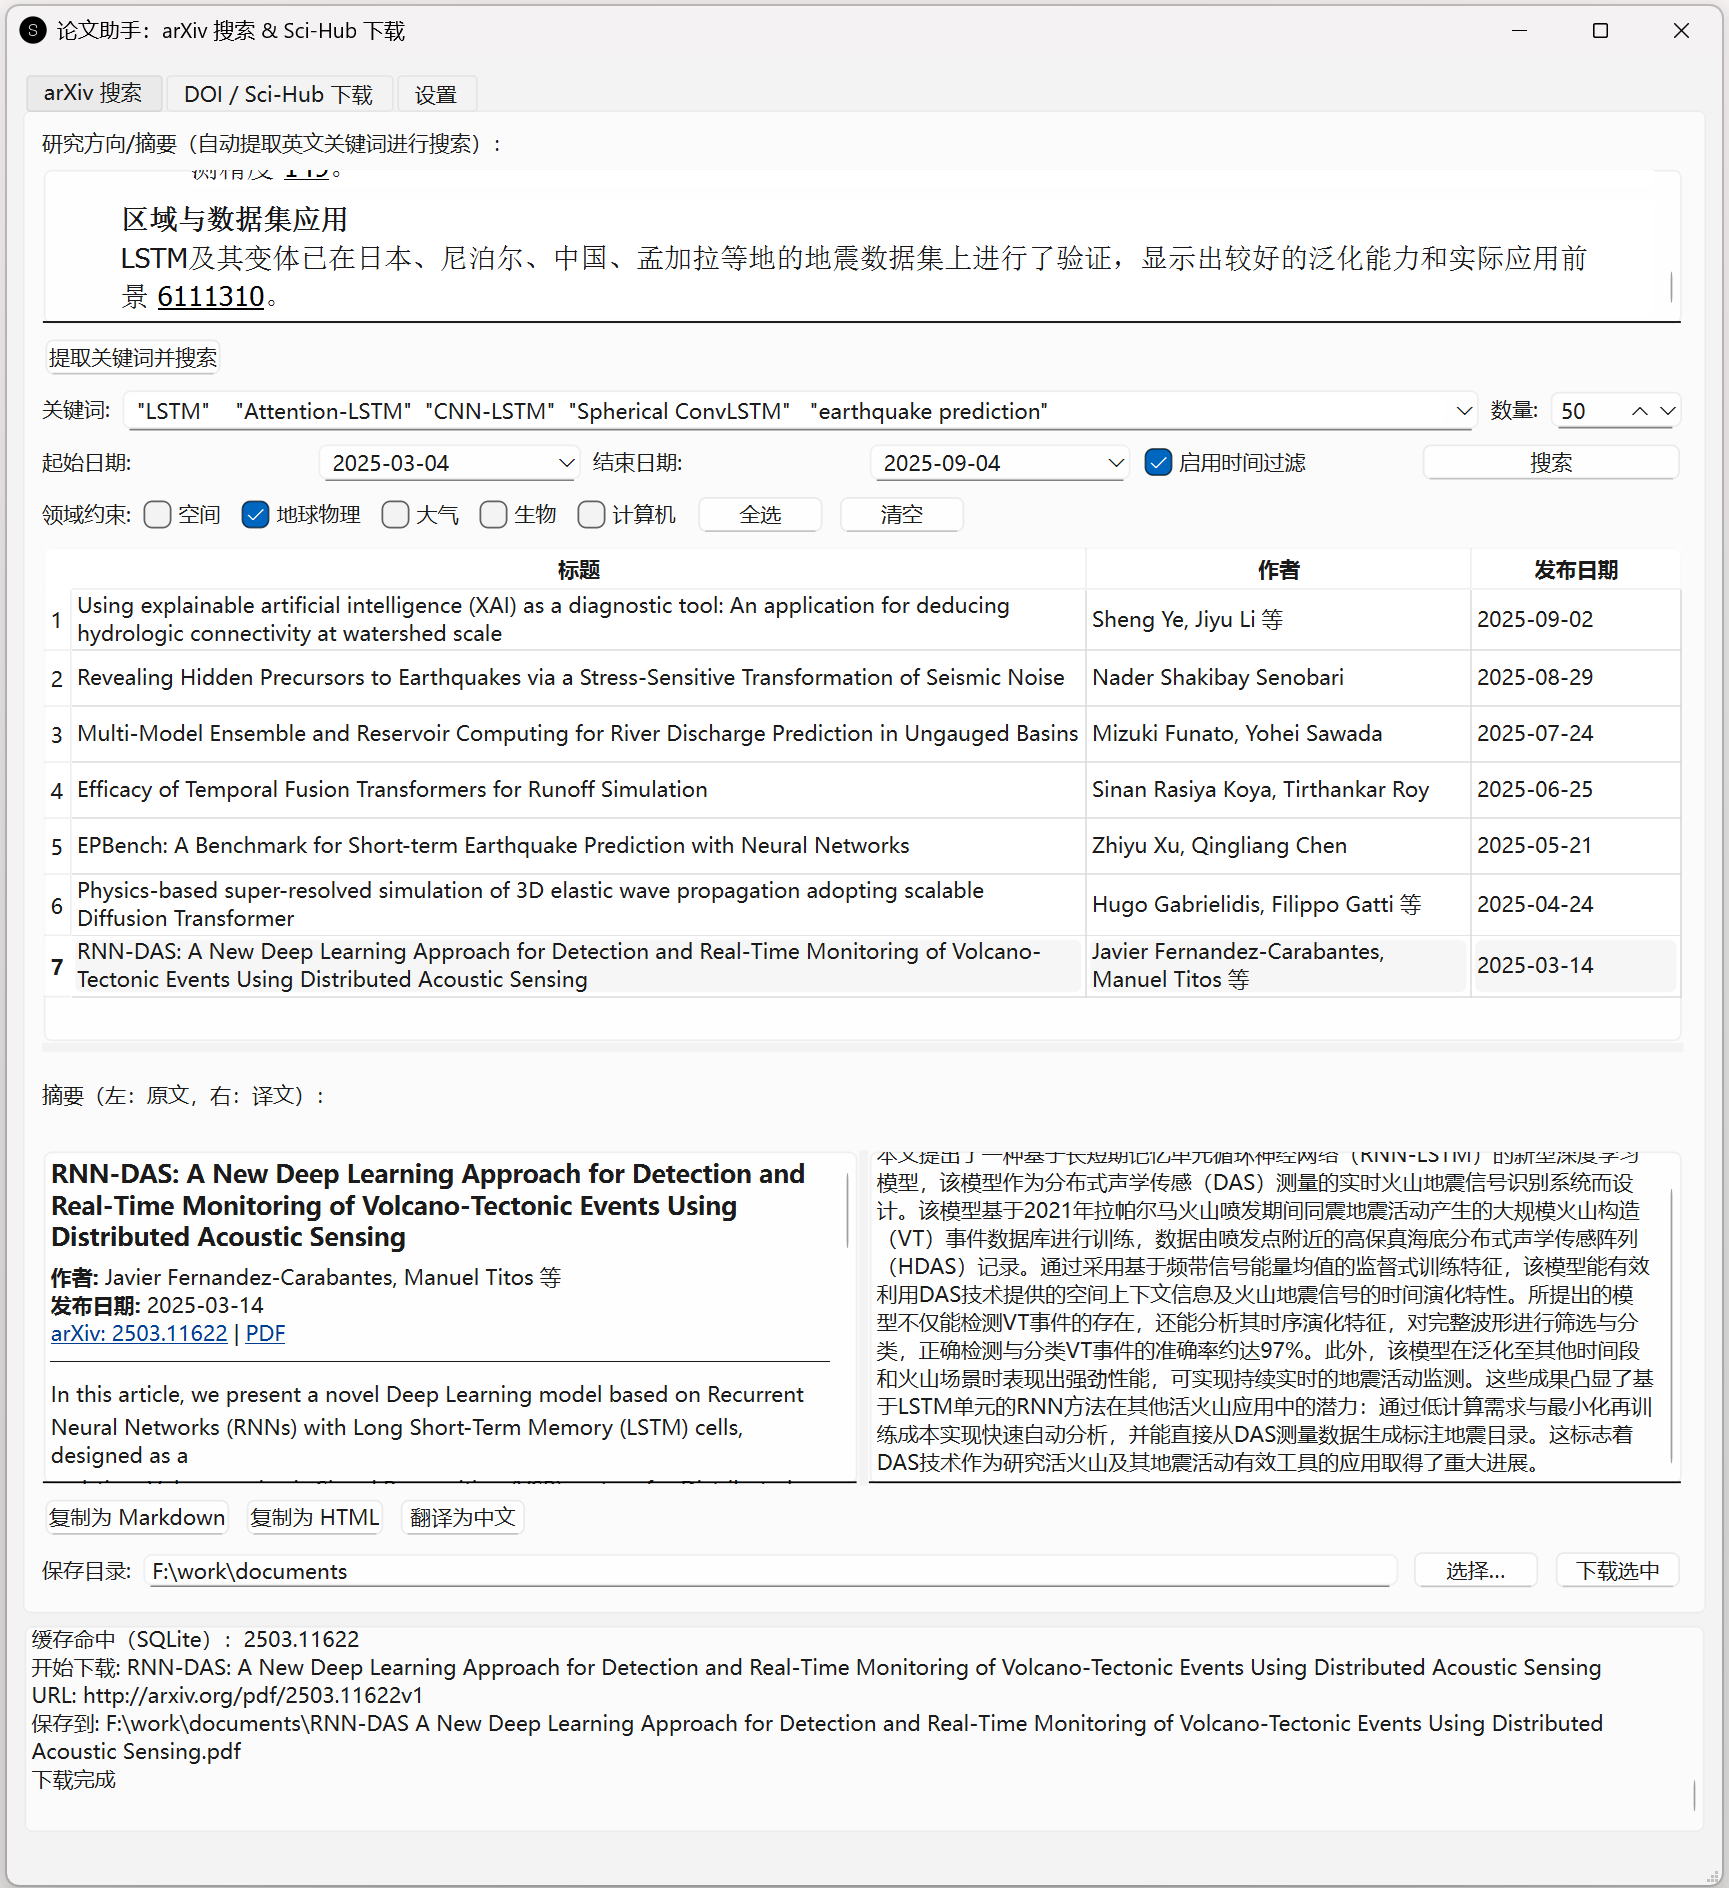 S 论文助手：arXiv 搜索 & Sci-Hub 下载
arXiv 搜索
DOI / Sci-Hub 下载
设置
研究方向/摘要（自动提取英文关键词进行搜索）:
测精度 149。
区域与数据集应用
LSTM及其变体已在日本、尼泊尔、中国、孟加拉等地的地震数据集上进行了验证，显示出较好的泛化能力和实际应用前
景 6111310。
提取关键词并搜索
关键词: "LSTM" "Attention-LSTM" "CNN-LSTM" "Spherical ConvLSTM" "earthquake prediction" 数量: 50
起始日期: 2025-03-04 结束日期: 2025-09-04 启用时间过滤 搜索
领域约束: 空间 地球物理 大气 生物 计算机 全选 清空
标题 作者 发布日期
1 Using explainable artificial intelligence (XAI) as a diagnostic tool: An application for deducing
hydrologic connectivity at watershed scale
Sheng Ye, Jiyu Li 等 2025-09-02
2 Revealing Hidden Precursors to Earthquakes via a Stress-Sensitive Transformation of Seismic Noise Nader Shakibay Senobari 2025-08-29
3 Multi-Model Ensemble and Reservoir Computing for River Discharge Prediction in Ungauged Basins Mizuki Funato, Yohei Sawada 2025-07-24
4 Efficacy of Temporal Fusion Transformers for Runoff Simulation Sinan Rasiya Koya, Tirthankar Roy 2025-06-25
5 EPBench: A Benchmark for Short-term Earthquake Prediction with Neural Networks Zhiyu Xu, Qingliang Chen 2025-05-21
6 Physics-based super-resolved simulation of 3D elastic wave propagation adopting scalable
Diffusion Transformer
Hugo Gabrielidis, Filippo Gatti 等 2025-04-24
7 RNN-DAS: A New Deep Learning Approach for Detection and Real-Time Monitoring of Volcano-
Tectonic Events Using Distributed Acoustic Sensing
Javier Fernandez-Carabantes,
Manuel Titos 等
2025-03-14
摘要（左：原文，右：译文）:
RNN-DAS: A New Deep Learning Approach for Detection and
Real-Time Monitoring of Volcano-Tectonic Events Using
Distributed Acoustic Sensing
作者: Javier Fernandez-Carabantes, Manuel Titos 等
发布日期: 2025-03-14
arXiv: 2503.11622 | PDF
In this article, we present a novel Deep Learning model based on Recurrent
Neural Networks (RNNs) with Long Short-Term Memory (LSTM) cells,
designed as a
本文提出了一种基于长短期记忆单元循环神经网络（RNN-LSTM）的新型深度学习
模型，该模型作为分布式声学传感（DAS）测量的实时火山地震信号识别系统而设
计。该模型基于2021年拉帕尔马火山喷发期间同震地震活动产生的大规模火山构造
（VT）事件数据库进行训练，数据由喷发点附近的高保真海底分布式声学传感阵列
（HDAS）记录。通过采用基于频带信号能量均值的监督式训练特征，该模型能有效
利用DAS技术提供的空间上下文信息及火山地震信号的时间演化特性。所提出的模
型不仅能检测VT事件的存在，还能分析其时序演化特征，对完整波形进行筛选与分
类，正确检测与分类VT事件的准确率约达97%。此外，该模型在泛化至其他时间段
和火山场景时表现出强劲性能，可实现持续实时的地震活动监测。这些成果凸显了基
于LSTM单元的RNN方法在其他活火山应用中的潜力：通过低计算需求与最小化再训
练成本实现快速自动分析，并能直接从DAS测量数据生成标注地震目录。这标志着
DAS技术作为研究活火山及其地震活动有效工具的应用取得了重大进展。
复制为 Markdown 复制为 HTML 翻译为中文
保存目录: F:\work\documents 选择... 下载选中
缓存命中（SQLite）: 2503.11622
开始下载: RNN-DAS: A New Deep Learning Approach for Detection and Real-Time Monitoring of Volcano-Tectonic Events Using Distributed Acoustic Sensing
URL: http://arxiv.org/pdf/2503.11622v1
保存到: F:\work\documents\RNN-DAS A New Deep Learning Approach for Detection and Real-Time Monitoring of Volcano-Tectonic Events Using Distributed
Acoustic Sensing.pdf
下载完成